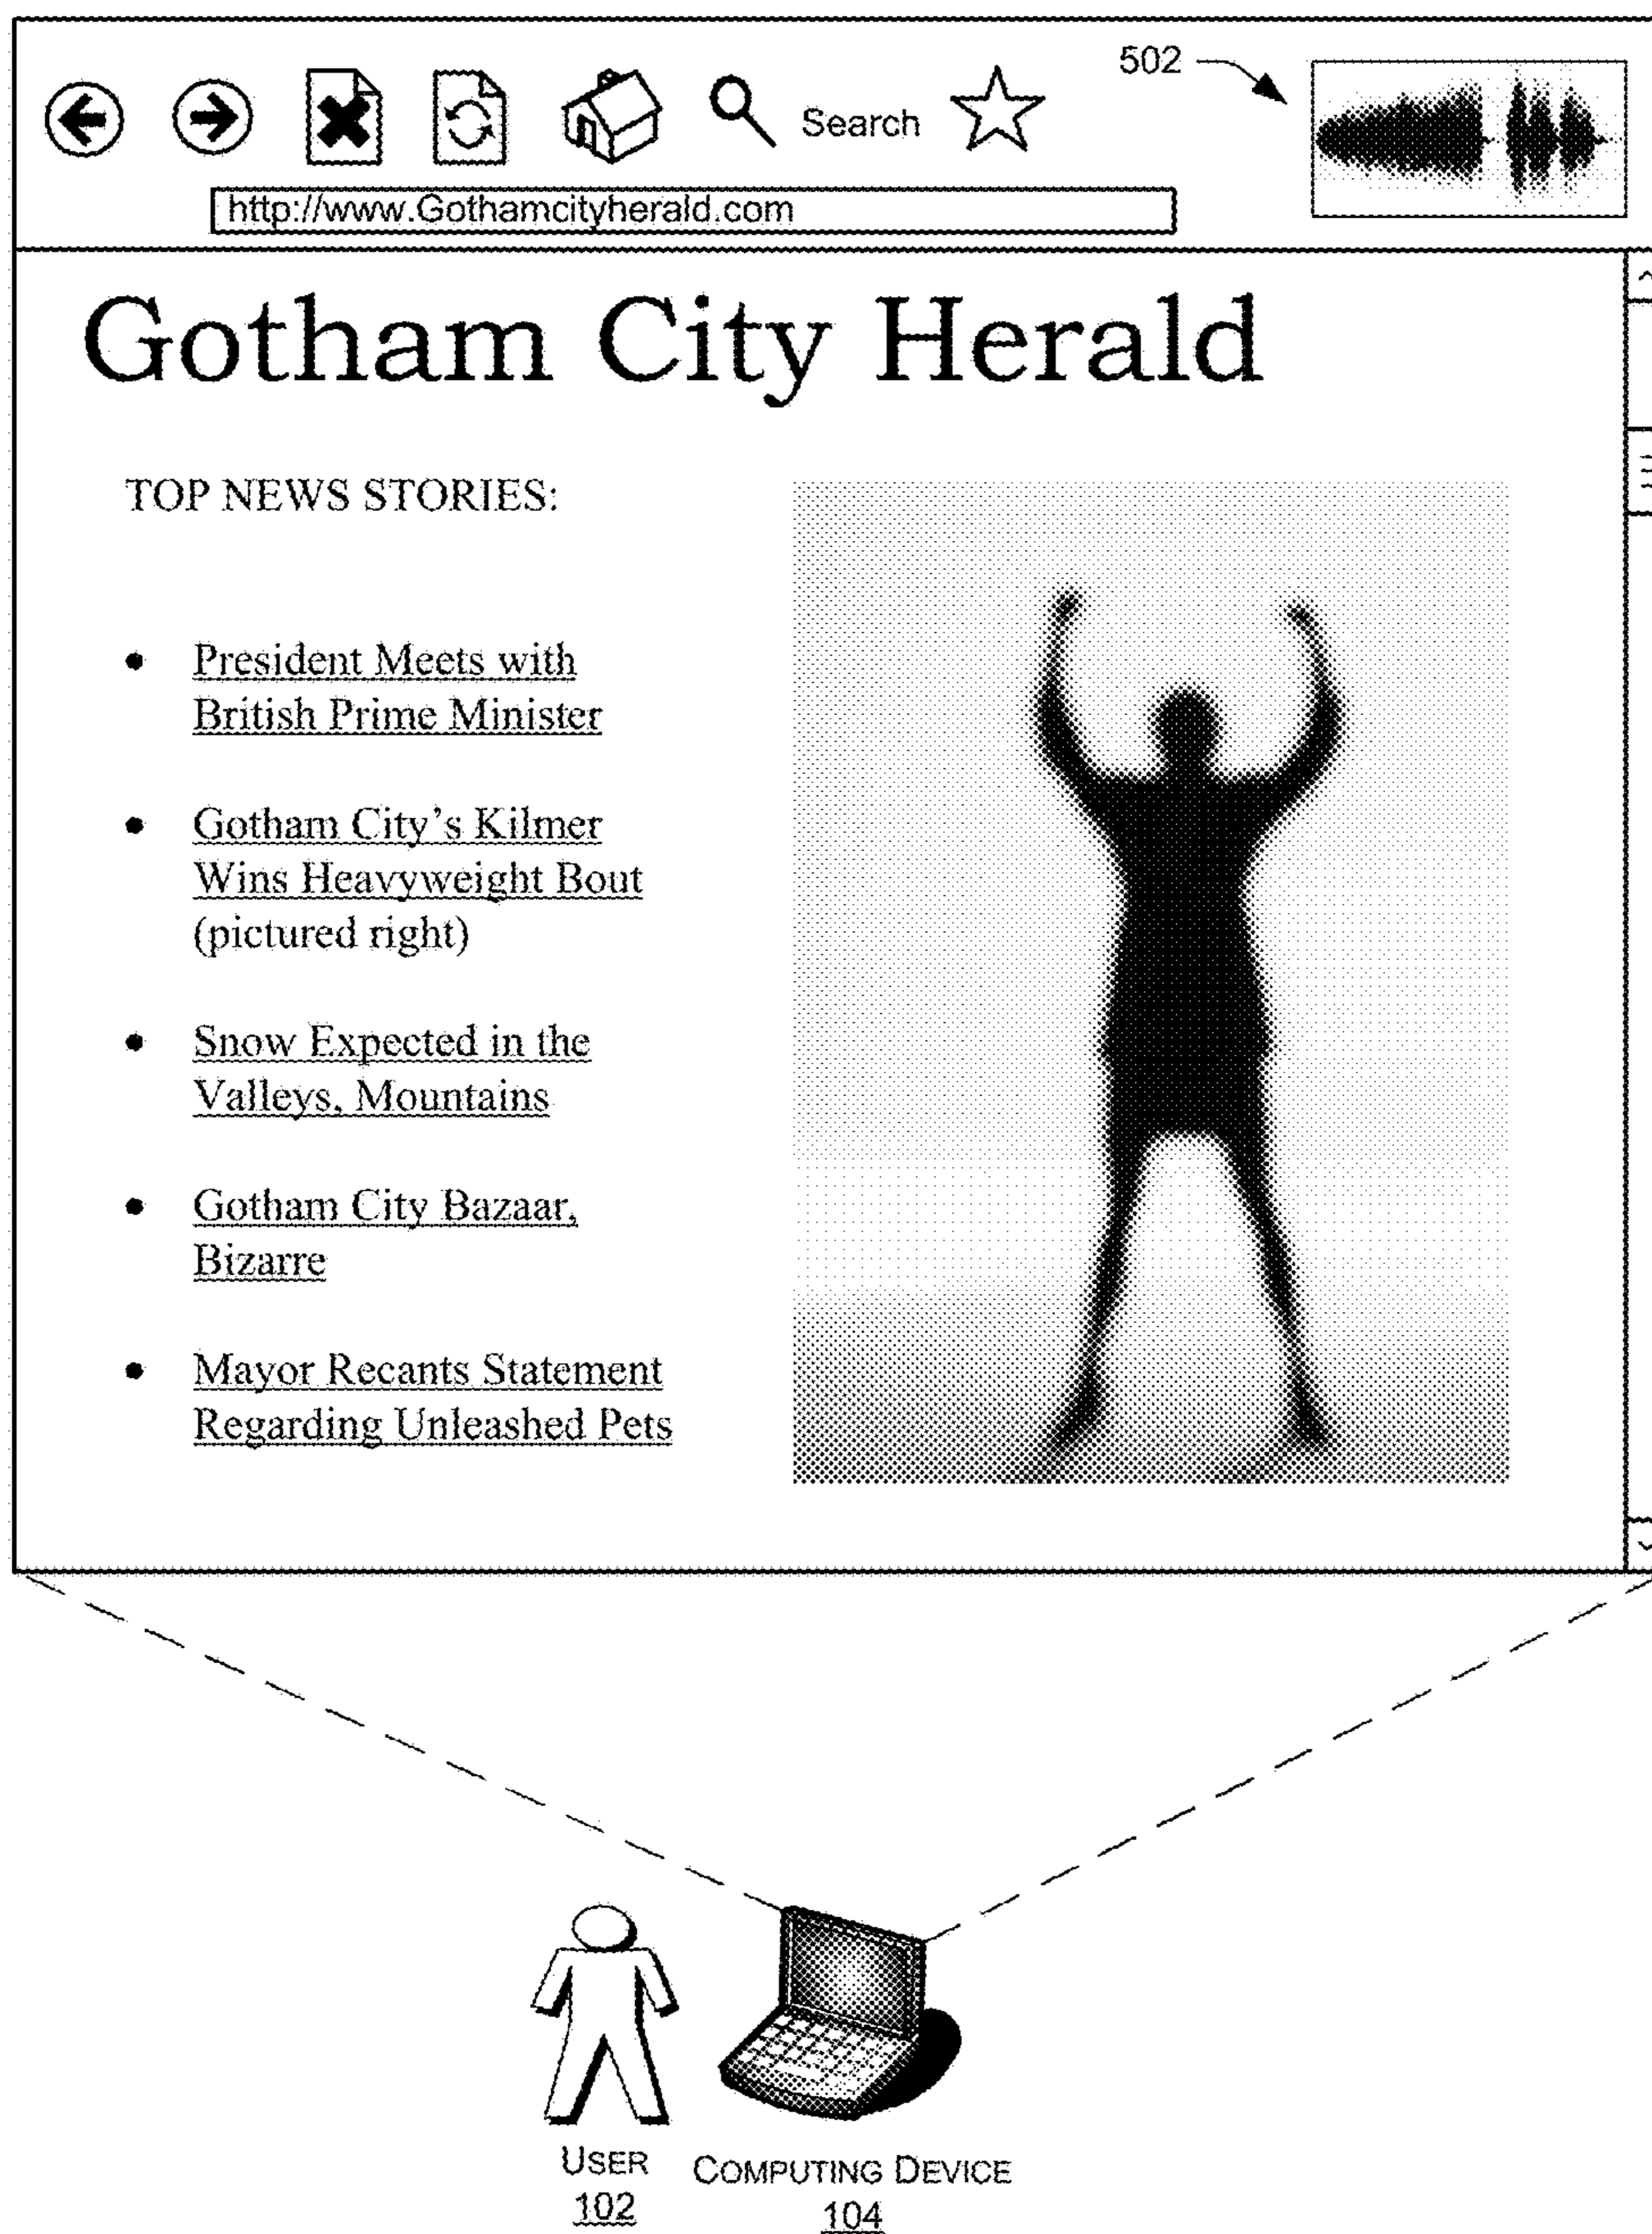 502
Search
http://www.Gothamcityherald.com
Gotham City Herald
TOP NEWS STORIES:
• President Meets with
British Prime Minister
• Gotham City's Kilmer
Wins Heavyweight Bout
(pictured right)
• Snow Expected in the
Valleys, Mountains
• Gotham City Bazaar,
Bizarre
• Mayor Recants Statement
Regarding Unleashed Pets
USER
102
COMPUTING DEVICE
104